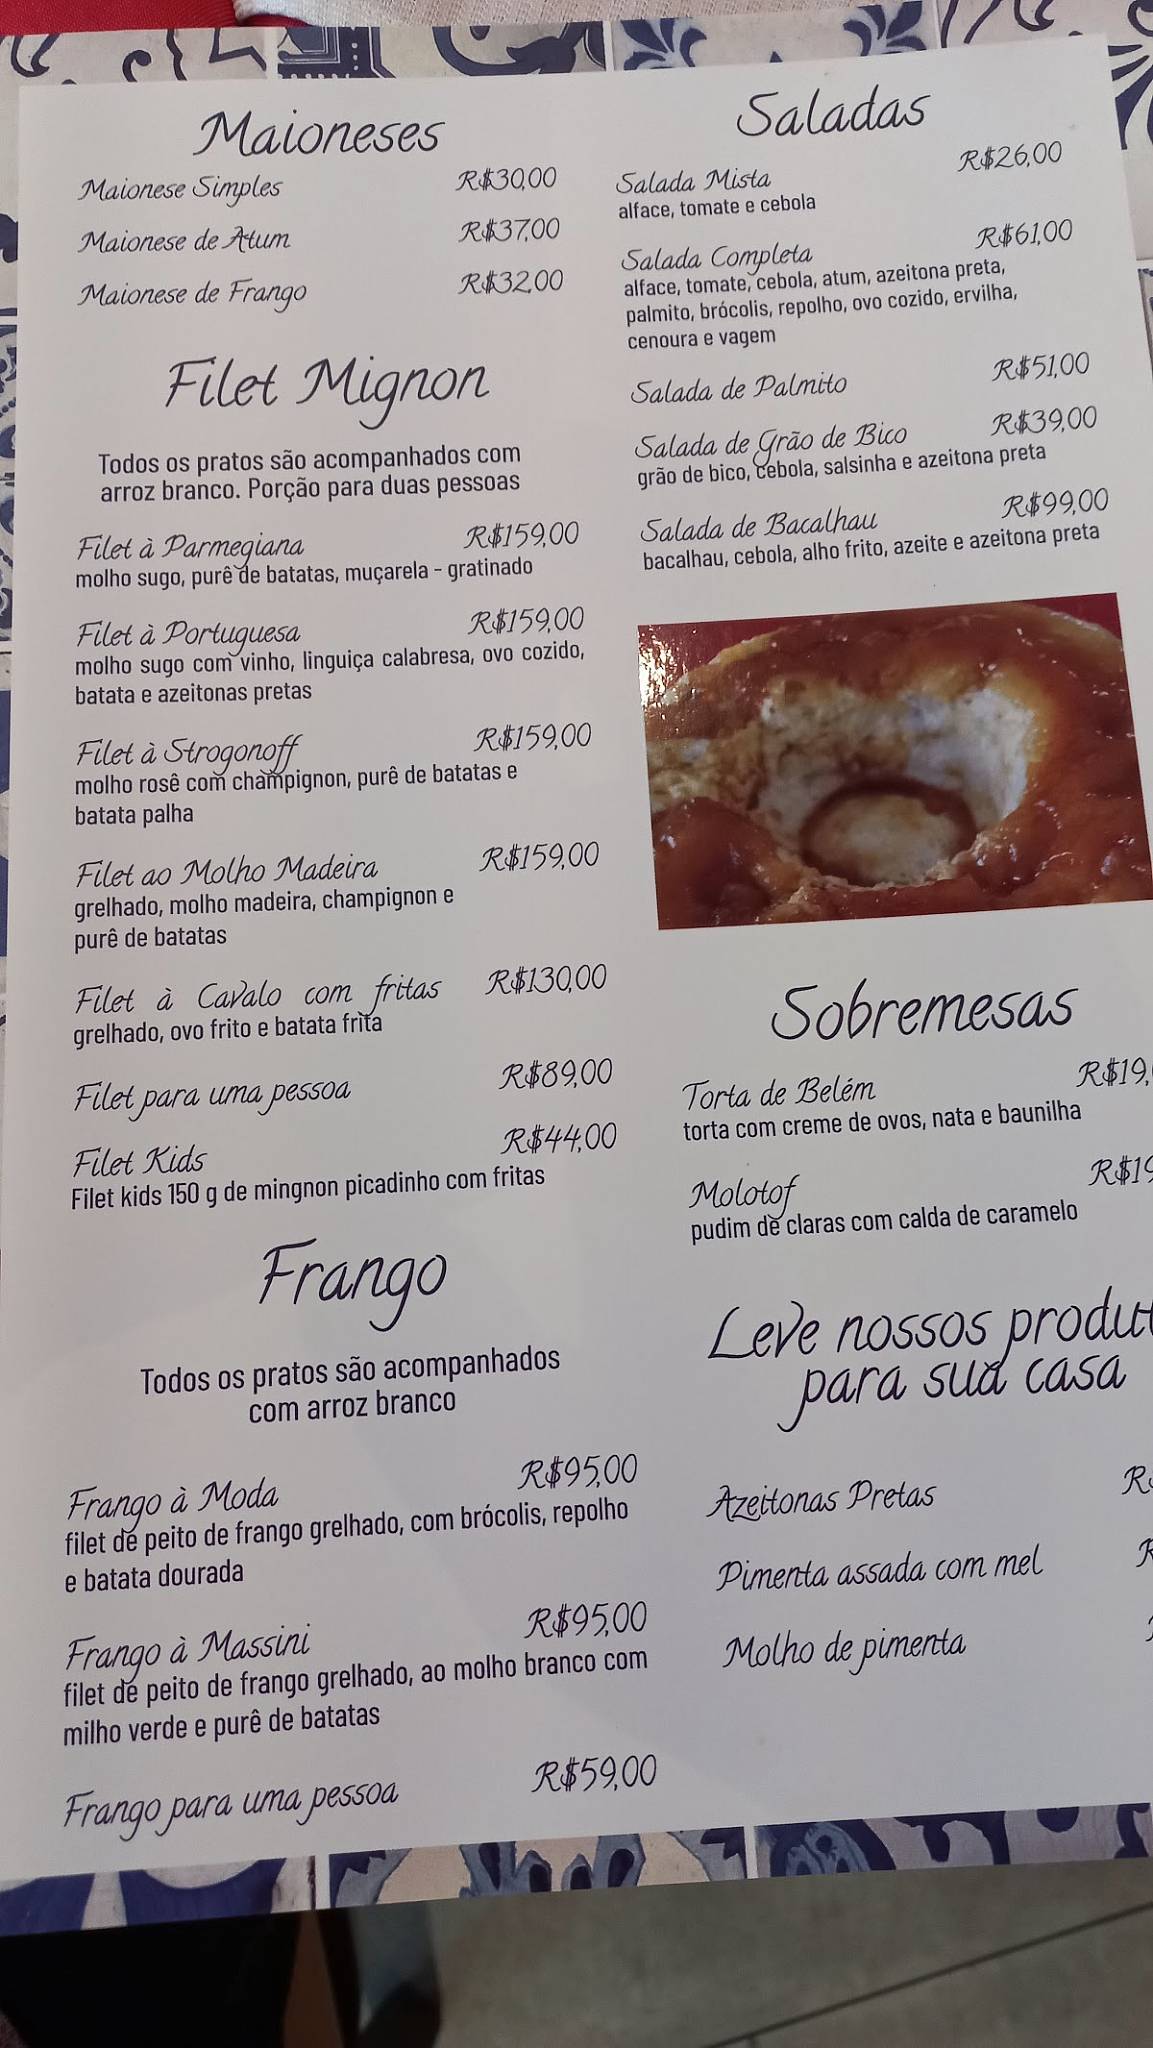 Maioneses
Maionese Simples R$30,00
Maionese de Atum R$37,00
Maionese de Frango R$32,00
Filet Mignon
Todos os pratos são acompanhados com
arroz branco. Porção para duas pessoas
Filet à Parmegiana R$159,00
molho sugo, purê de batatas, muçarela - gratinado
Filet à Portuguesa R$159,00
molho sugo com vinho, linguiça calabresa, ovo cozido,
batata e azeitonas pretas
Filet à Strogonoff R$159,00
molho rosê com champignon, purê de batatas e
batata palha
Filet ao Molho Madeira R$159,00
grelhado, molho madeira, champignon e
purê de batatas
Filet à Cavalo com fritas R$130,00
grelhado, ovo frito e batata frita
Filet para uma pessoa R$89,00
Filet Kids R$44,00
Filet kids 150 g de mingnon picadinho com fritas
Frango
Todos os pratos são acompanhados
com arroz branco
Frango à Moda R$95,00
filet de peito de frango grelhado, com brócolis, repolho
e batata dourada
Frango à Massini R$95,00
filet de peito de frango grelhado, ao molho branco com
milho verde e purê de batatas
Frango para uma pessoa R$59,00
Saladas
Salada Mista R$26,00
alface, tomate e cebola
Salada Completa R$61,00
alface, tomate, cebola, atum, azeitona preta,
palmito, brócolis, repolho, ovo cozido, ervilha,
cenoura e vagem
Salada de Palmito R$51,00
Salada de Grão de Bico R$39,00
grão de bico, cebola, salsinha e azeitona preta
Salada de Bacalhau R$99,00
bacalhau, cebola, alho frito, azeite e azeitona preta
Sobremesas
Torta de Belém R$19,
torta com creme de ovos, nata e baunilha
Molotof R$19
pudim de claras com calda de caramelo
Leve nossos produt
para sua casa
Azeitonas Pretas
Pimenta assada com mel
Molho de pimenta